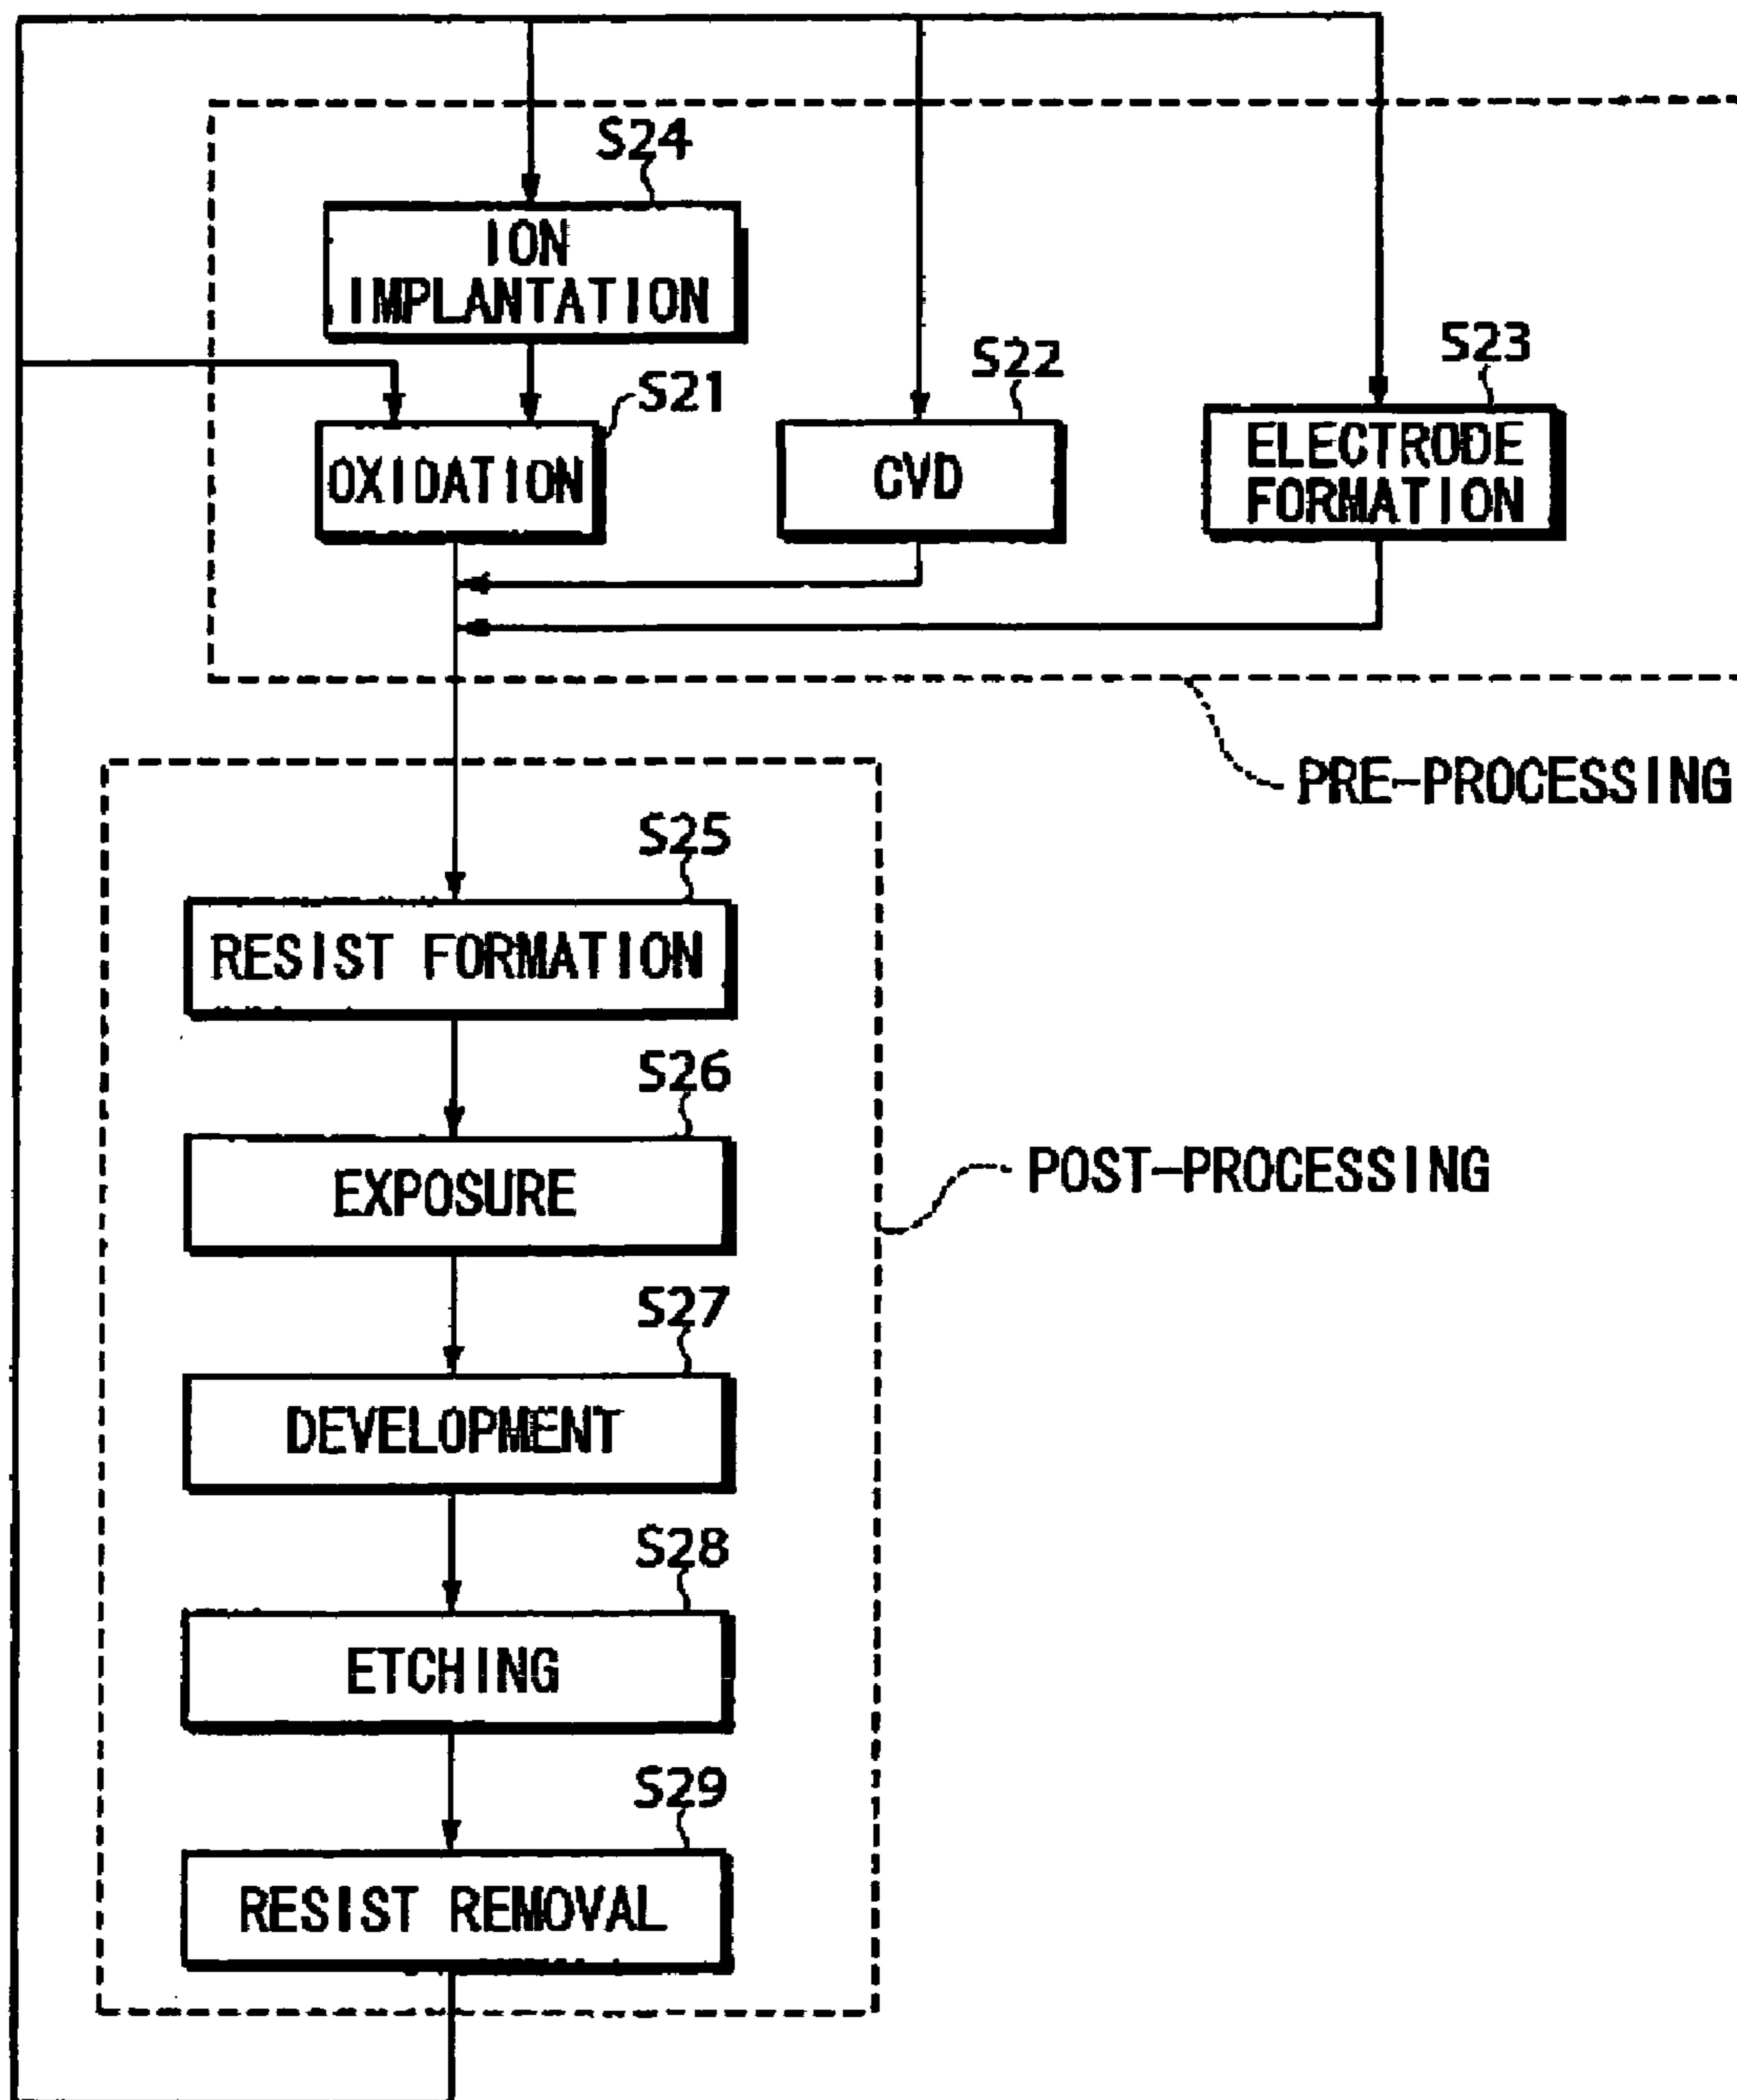 S24
ION
IMPLANTATION
S21
OXIDATION
S22
CVD
S23
ELECTRODE
FORMATION
PRE-PROCESSING
S25
RESIST FORMATION
S26
EXPOSURE
POST-PROCESSING
S27
DEVELOPMENT
S28
ETCHING
S29
RESIST REMOVAL